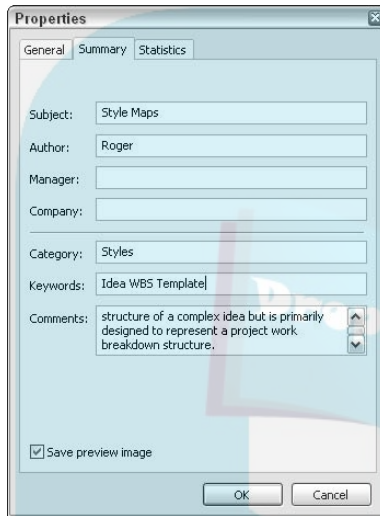 Properties
General Summary Statistics
Subject: Style Maps
Author: Roger
Manager:
Company:
Category: Styles
Keywords: Idea WBS Template
Comments: structure of a complex idea but is primarily
designed to represent a project work
breakdown structure.
Save preview image
OK Cancel